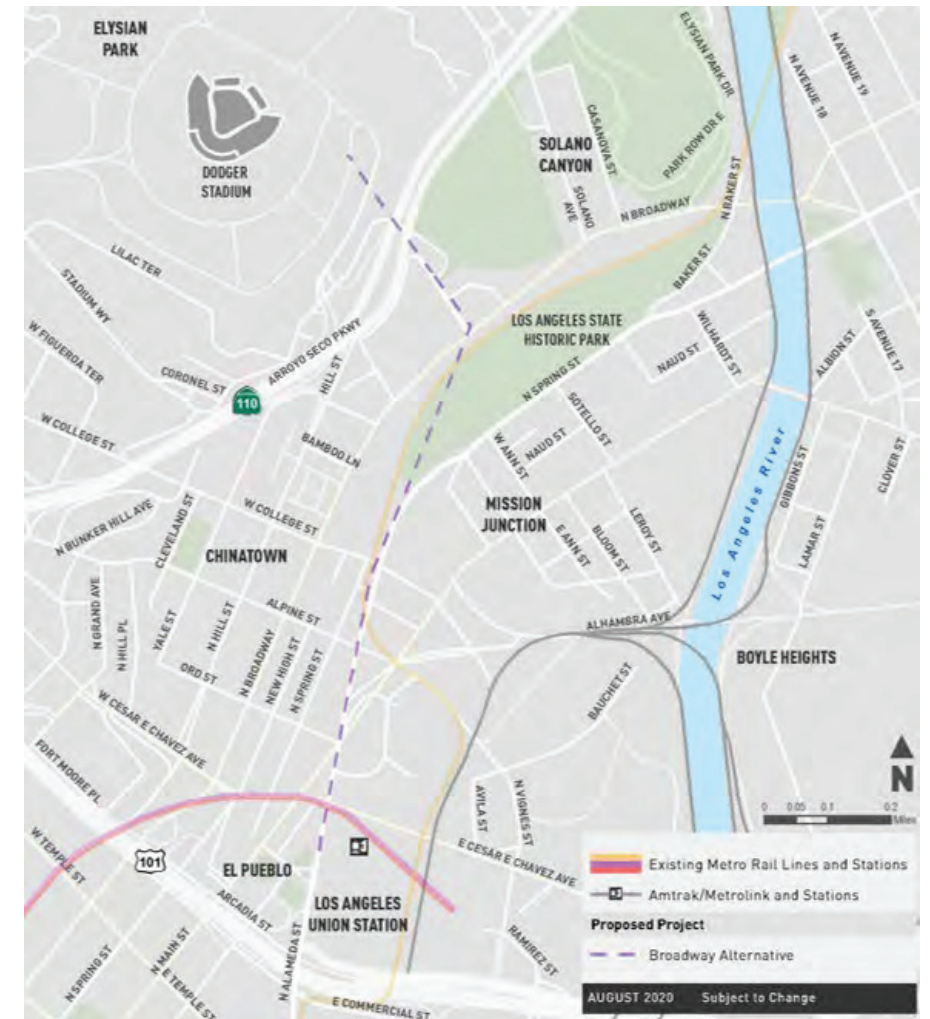 ELYSIAN
PARK
DODGER
STADIUM
ELYSIAN PARK DR
N AVENUE 19
N AVENUE 18
CASANOVA ST
SOLANO
CANYON
PARK ROW DR E
SOLANO
AVE
N BROADWAY
N BAKER ST
LILAC TER
STADIUM WY
BAKER ST
W FIGUEROA TER
ARROYO SECO PKWY
LOS ANGELES STATE
HISTORIC PARK
WILHARDT ST
S AVENUE 17
ALBION ST
NAUD ST
CORONEL ST
HILL ST
110
N SPRING ST
SOTELLO ST
W COLLEGE ST
BAMBOO LN
W ANN ST
NAUD ST
Los Angeles River
GIBBONS ST
CLOVER ST
W COLLEGE ST
MISSION
JUNCTION
LEROY ST
BLOOM ST
E ANN ST
LAMAR ST
N BUNKER HILL AVE
CLEVELAND ST
CHINATOWN
N GRAND AVE
N HILL PL
YALE ST
N HILL ST
ALPINE ST
ALHAMBRA AVE
BOYLE HEIGHTS
ORD ST
N BROADWAY
NEW HIGH ST
N SPRING ST
BAUCHET ST
W CESAR E CHAVEZ AVE
FORT MOORE PL
N
0 0.05 0.1 0.2
Miles
AVILA ST
N VIGNES ST
W TEMPLE ST
101
EL PUEBLO
E CESAR E CHAVEZ AVE
ARCADIA ST
LOS ANGELES
UNION STATION
N ALAMEDA ST
RAMIREZ ST
N SPRING ST
N MAIN ST
E TEMPLE ST
E COMMERCIAL ST
Existing Metro Rail Lines and Stations
Amtrak/Metrolink and Stations
Proposed Project
Broadway Alternative
AUGUST 2020 Subject to Change